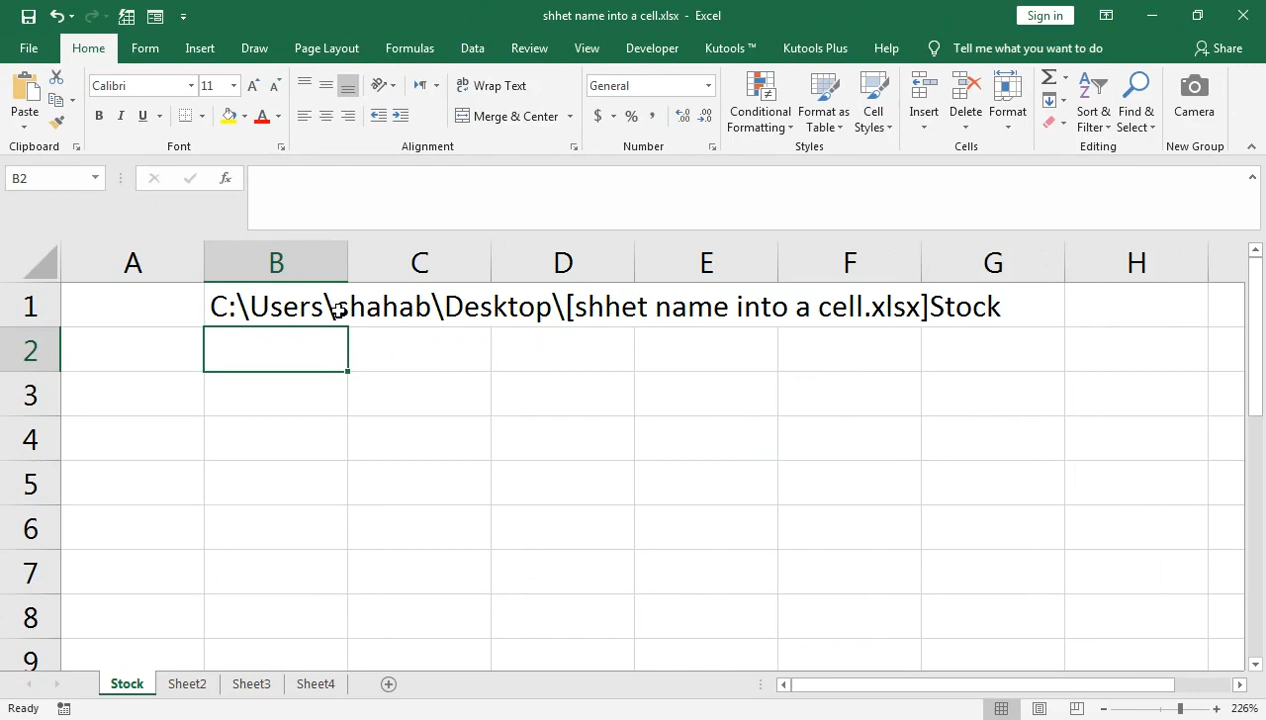 shhet name into a cell.xlsx - Excel
Sign in
File Home Form Insert Draw Page Layout Formulas Data Review View Developer Kutools ™ Kutools Plus Help Tell me what you want to do Share
Paste
Calibri 11 A A
B I U A
Wrap Text
Merge & Center
General
$ % ,
Conditional Formatting
Format as Table
Cell Styles
Insert
Delete
Format
Sort & Filter
Find & Select
Camera
Clipboard Font Alignment Number Styles Cells Editing New Group
B2 fx
A B C D E F G H
1 C:\Users\shahab\Desktop\[shhet name into a cell.xlsx]Stock
2
3
4
5
6
7
8
9
Stock Sheet2 Sheet3 Sheet4
Ready 226%